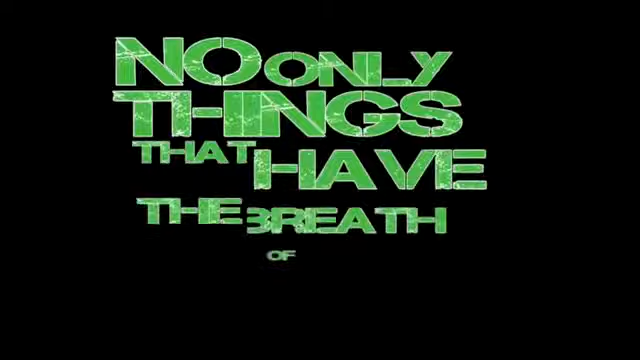 NO ONLY
THINGS
THAT HAVE
THE BREATH
OF